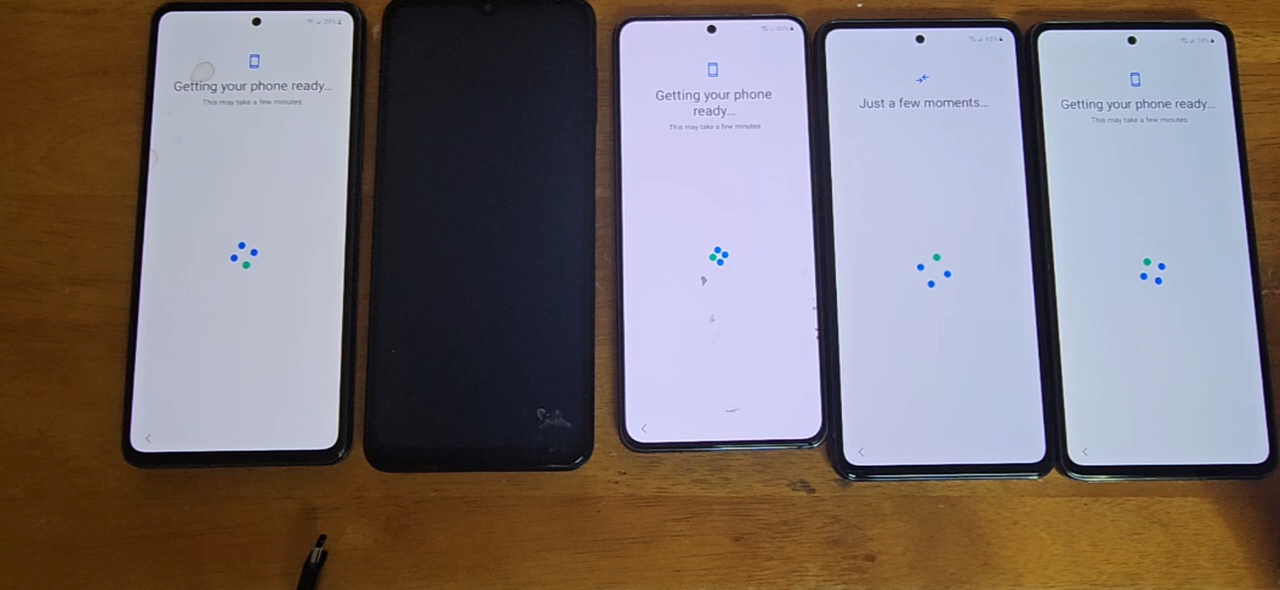 Getting your phone ready...
This may take a few minutes
Getting your phone
ready...
This may take a few minutes
Just a few moments...
Getting your phone ready...
This may take a few minutes